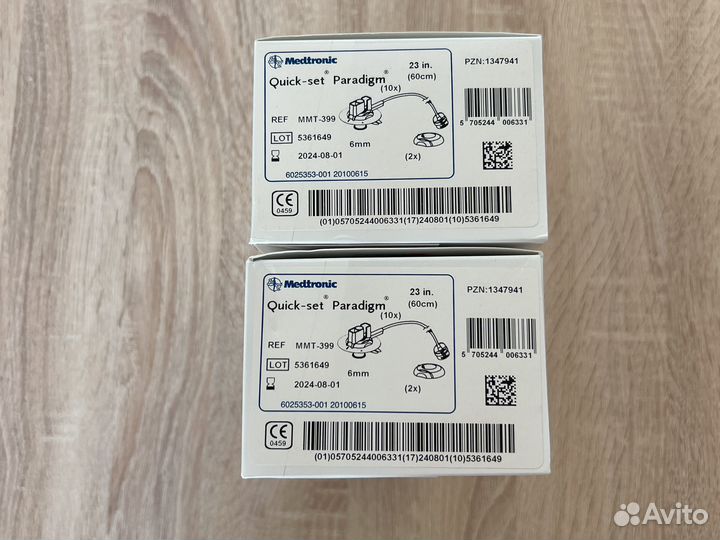 Medtronic
Quick-set® Paradigm®
23 in.
(60cm)
(10x)
PZN:1347941
REF MMT-399
LOT 5361649
2024-08-01
6mm
(2x)
6025353-001 20100615
5 705244 006331
CE
0459
(01)05705244006331(17)240801(10)5361649
Medtronic
Quick-set® Paradigm®
23 in.
(60cm)
(10x)
PZN:1347941
REF MMT-399
LOT 5361649
2024-08-01
6mm
(2x)
6025353-001 20100615
5 705244 006331
CE
0459
(01)05705244006331(17)240801(10)5361649
Avito